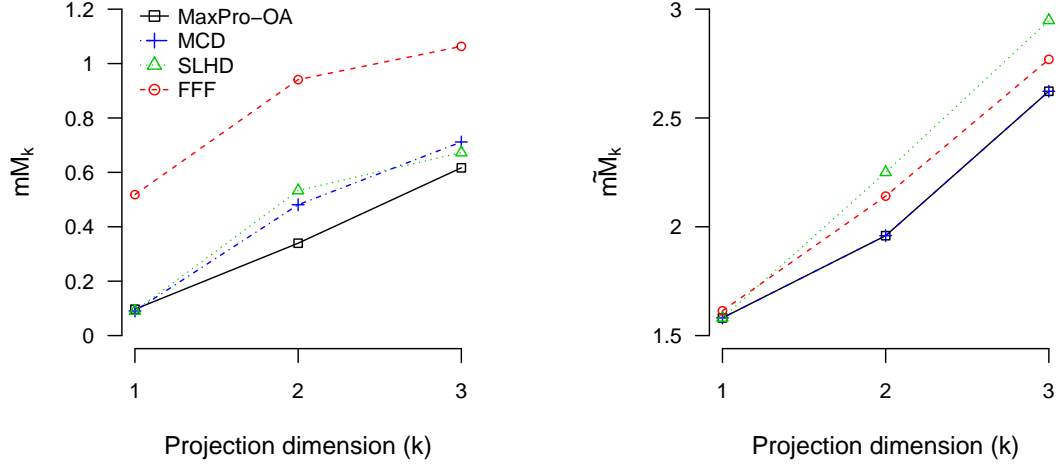 1.2
1
0.8
0.6
0.4
0.2
0
mM_k
MaxPro−OA
MCD
SLHD
FFF
1 2 3
Projection dimension (k)
3
2.5
2
1.5
m̃M_k
1 2 3
Projection dimension (k)